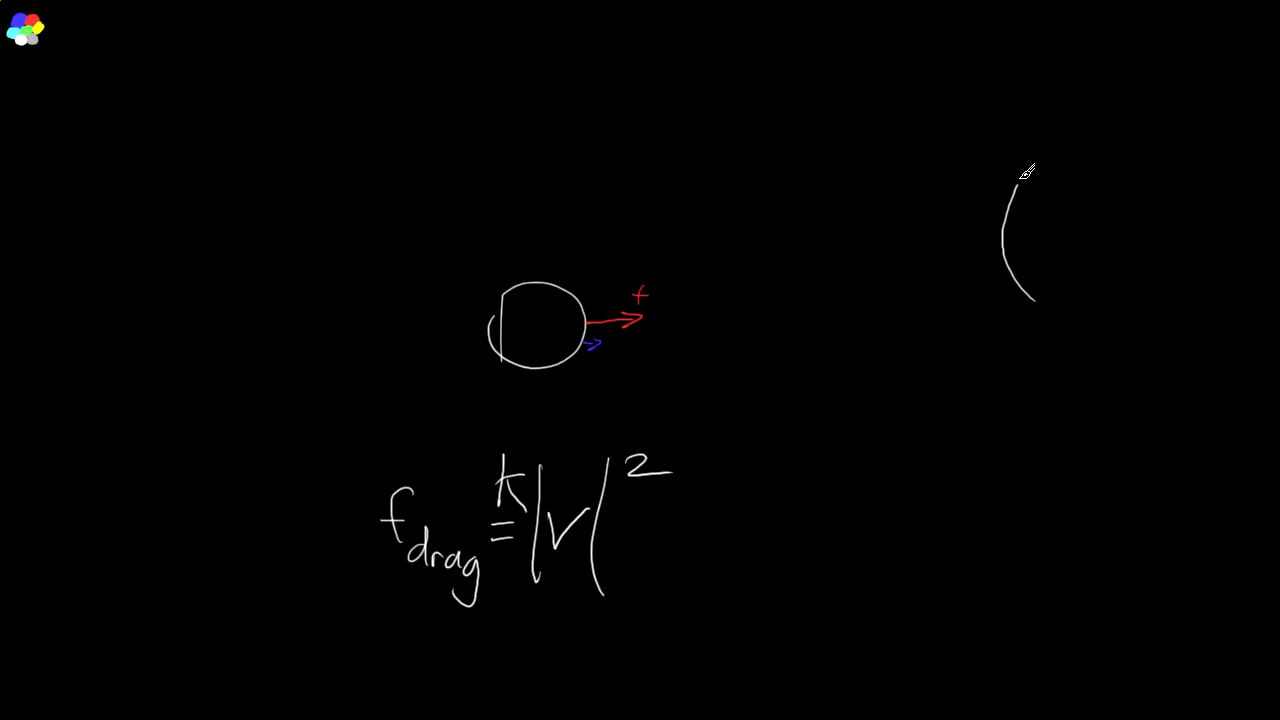 +
f_drag = k|v|²